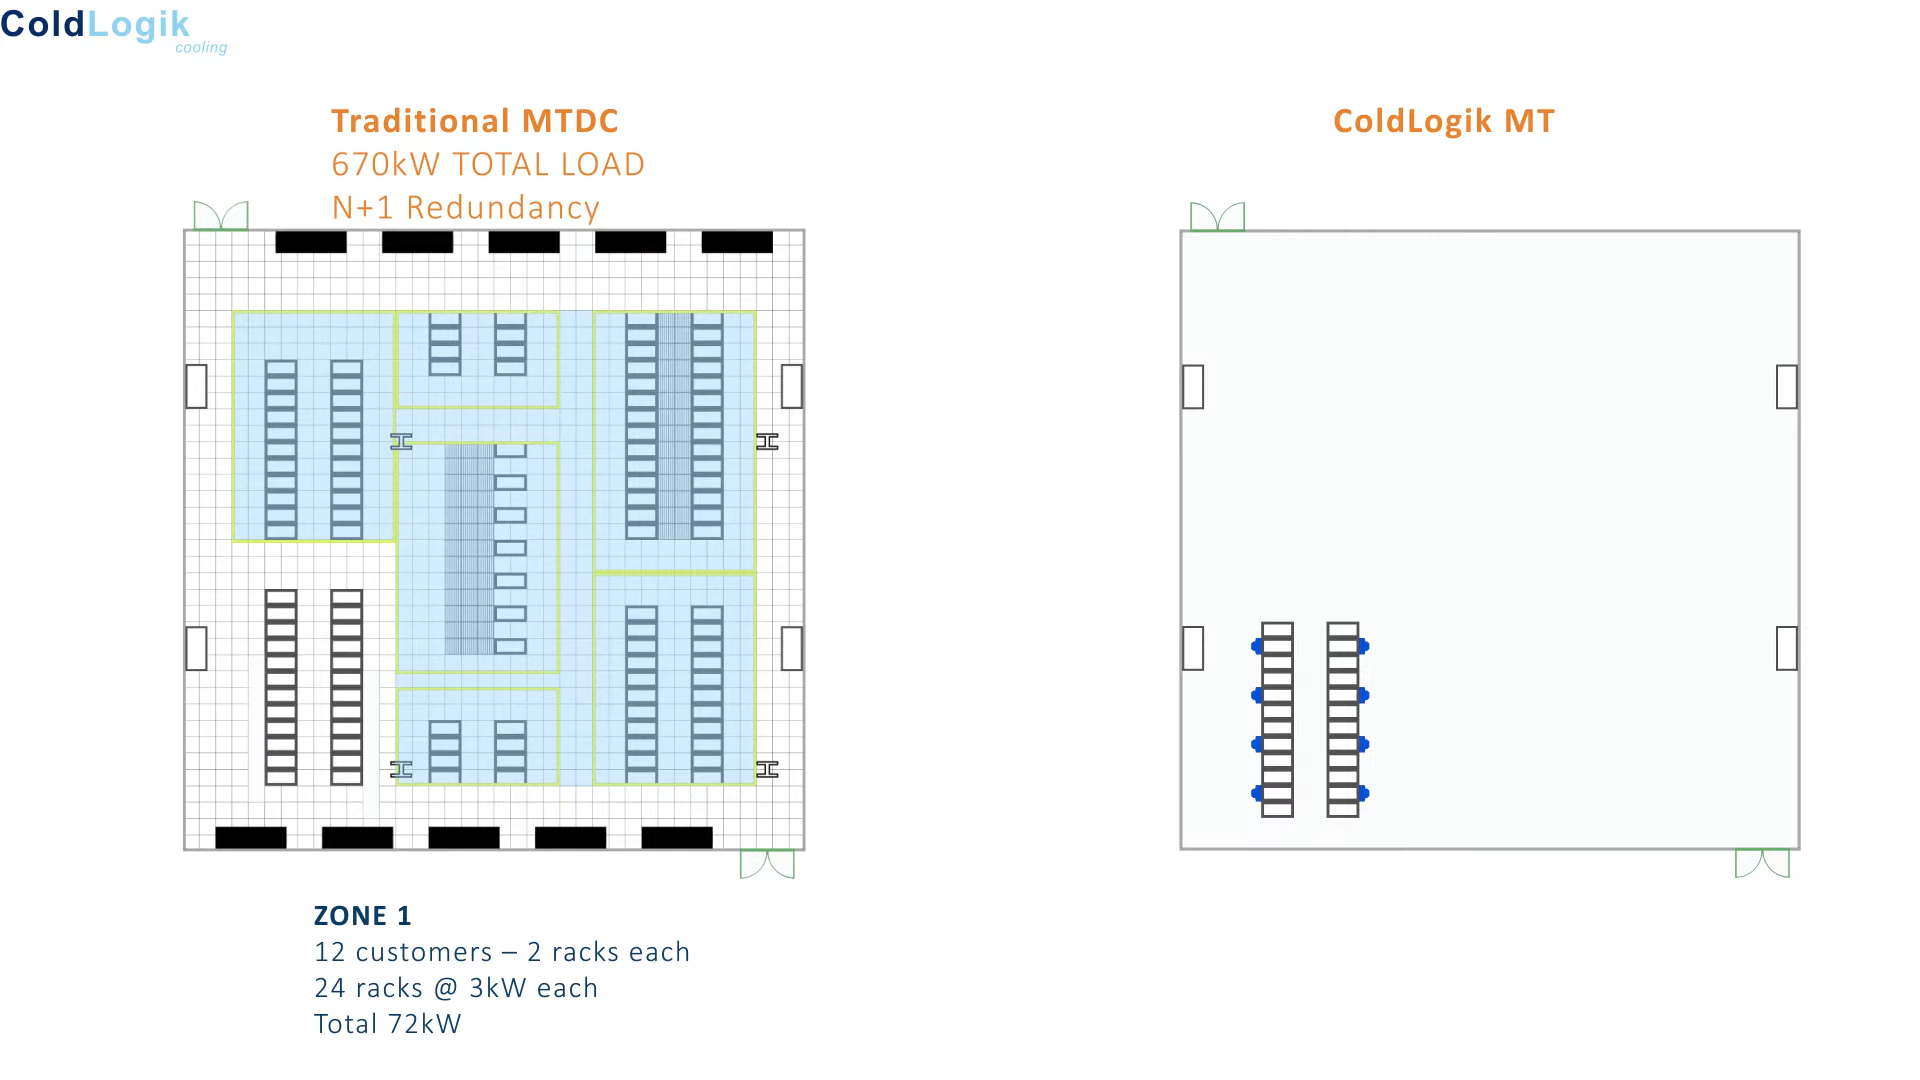 ColdLogik
cooling
Traditional MTDC
670kW TOTAL LOAD
N+1 Redundancy
ColdLogik MT
ZONE 1
12 customers – 2 racks each
24 racks @ 3kW each
Total 72kW